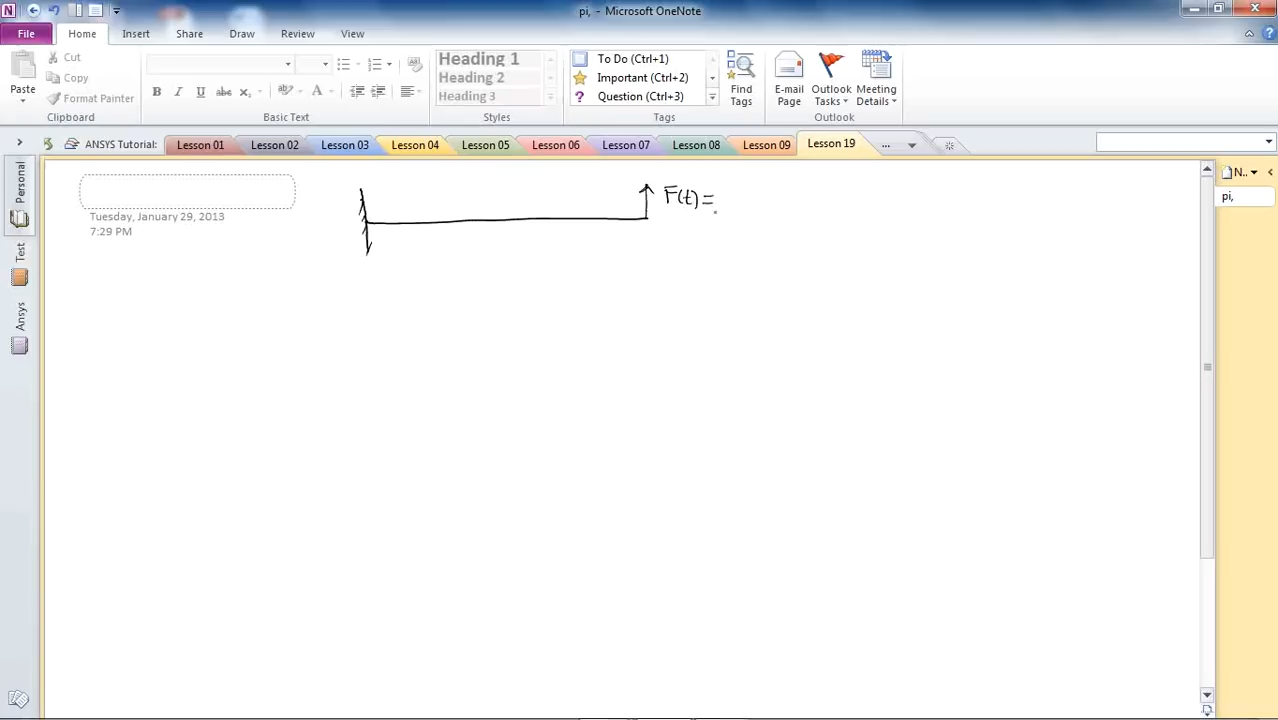 pi, - Microsoft OneNote
File Home Insert Share Draw Review View
Cut
Copy
Format Painter
Paste
Clipboard
B I U abc X₂ A
Basic Text
Heading 1
Heading 2
Heading 3
Styles
To Do (Ctrl+1)
Important (Ctrl+2)
Question (Ctrl+3)
Find Tags
Tags
E-mail Page
Outlook Tasks
Meeting Details
Outlook
ANSYS Tutorial: Lesson 01 Lesson 02 Lesson 03 Lesson 04 Lesson 05 Lesson 06 Lesson 07 Lesson 08 Lesson 09 Lesson 19 ...
Personal
Test
Ansys
Tuesday, January 29, 2013
7:29 PM
F(t)=
N..
pi,